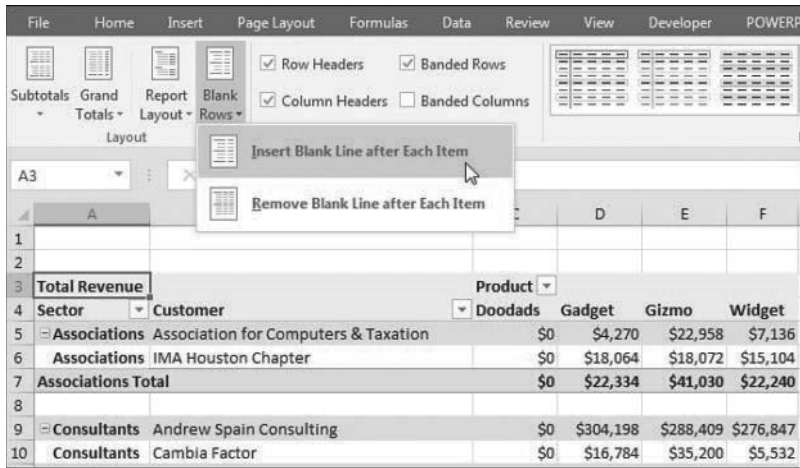 File Home Insert Page Layout Formulas Data Review View Developer POWERP
Subtotals Grand Totals Report Layout Blank Rows
Row Headers Banded Rows
Column Headers Banded Columns
Layout
Insert Blank Line after Each Item
Remove Blank Line after Each Item
A3
A D E F
1
2
3 Total Revenue Product
4 Sector Customer Doodads Gadget Gizmo Widget
5 Associations Association for Computers & Taxation $0 $4,270 $22,958 $7,136
6 Associations IMA Houston Chapter $0 $18,064 $18,072 $15,104
7 Associations Total $0 $22,334 $41,030 $22,240
8
9 Consultants Andrew Spain Consulting $0 $304,198 $288,409 $276,847
10 Consultants Cambia Factor $0 $16,784 $35,200 $5,532